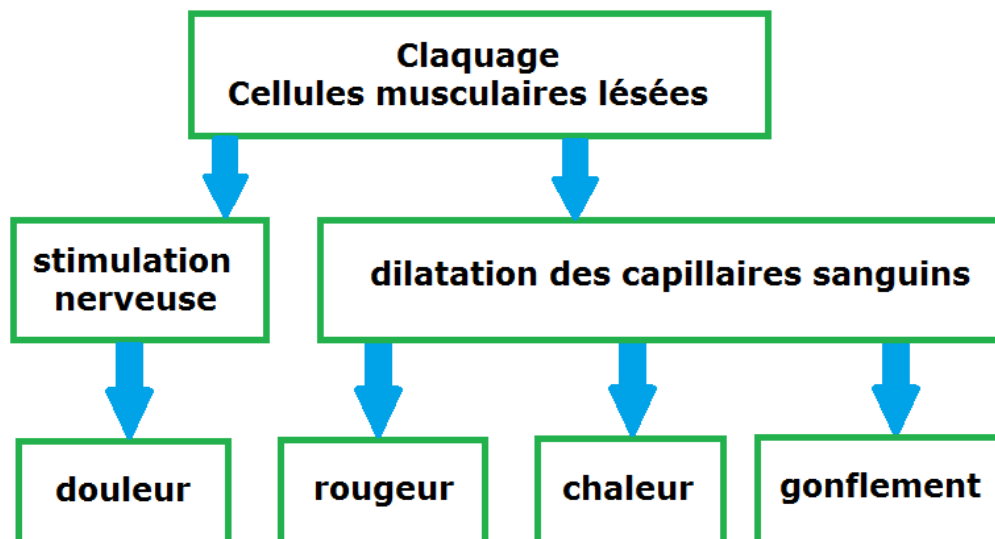 Claquage
Cellules musculaires lésées
stimulation
nerveuse
dilatation des capillaires sanguins
douleur
rougeur
chaleur
gonflement